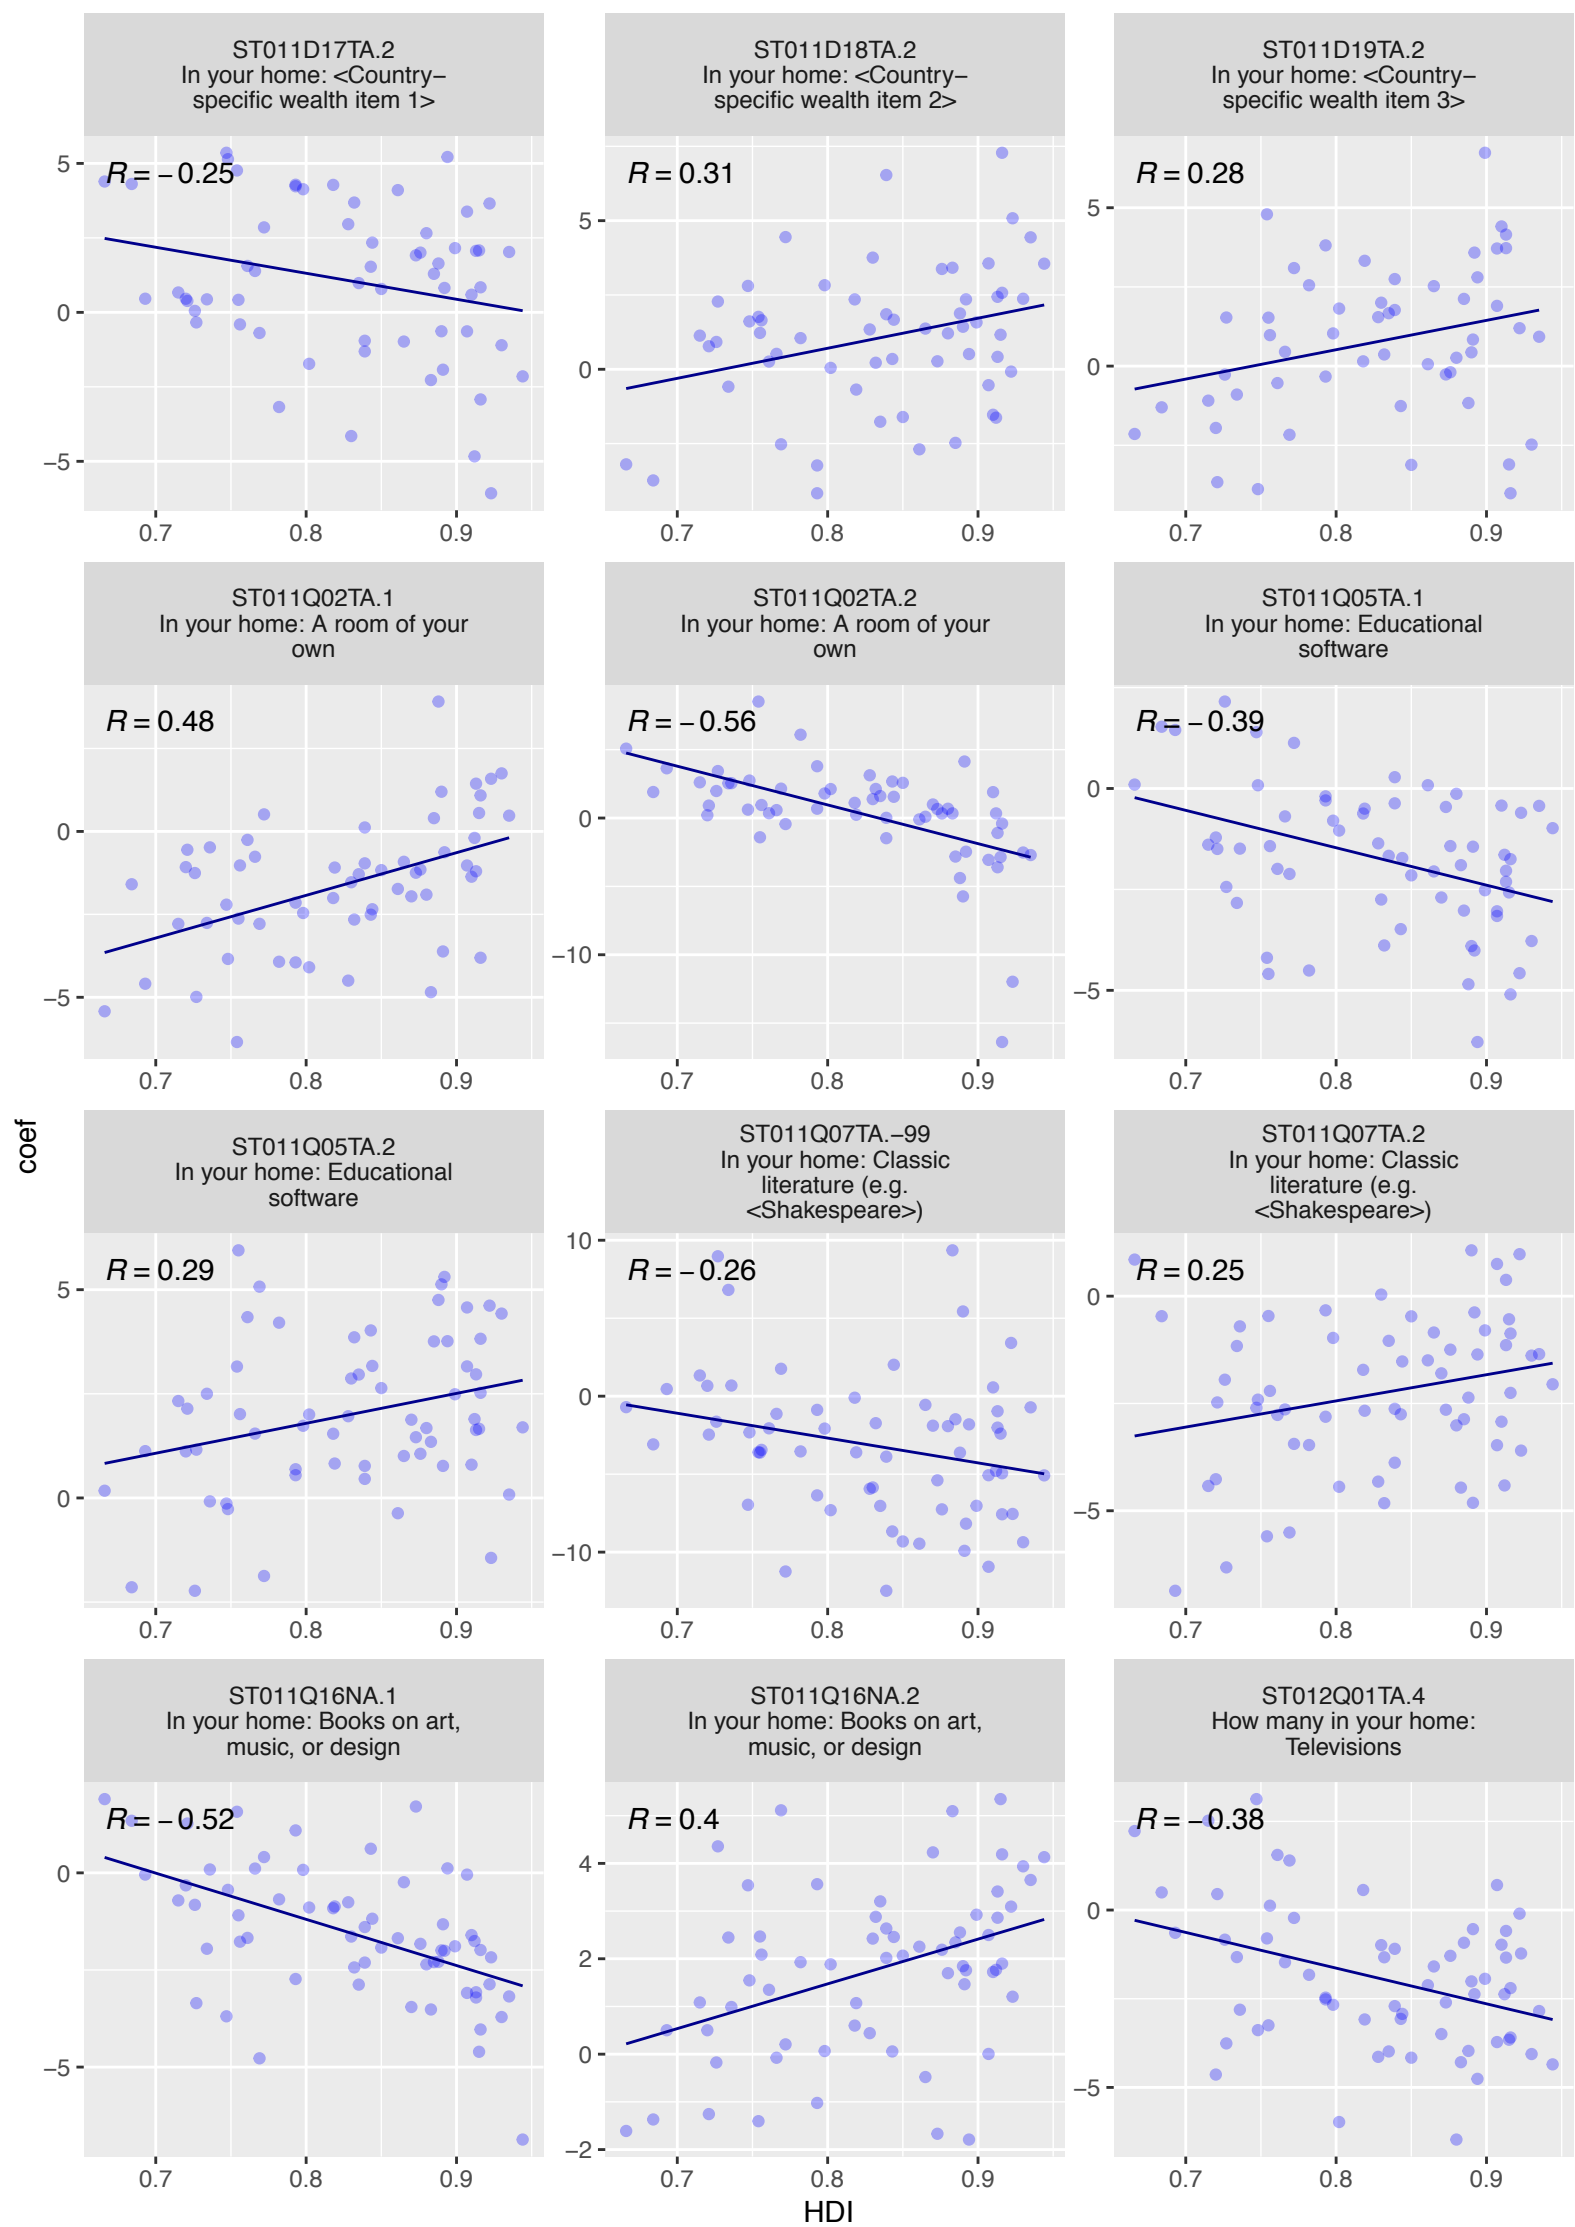 ST011D17TA.2
In your home: <Country−
specific wealth item 1>
ST011D18TA.2
In your home: <Country−
specific wealth item 2>
ST011D19TA.2
In your home: <Country−
specific wealth item 3>
R = −0.25
5
0
−5
0.7 0.8 0.9
R = 0.31
5
0
0.7 0.8 0.9
R = 0.28
5
0
0.7 0.8 0.9
ST011Q02TA.1
In your home: A room of your
own
ST011Q02TA.2
In your home: A room of your
own
ST011Q05TA.1
In your home: Educational
software
R = 0.48
0
−5
0.7 0.8 0.9
R = −0.56
0
−10
0.7 0.8 0.9
R = −0.39
0
−5
0.7 0.8 0.9
coef
ST011Q05TA.2
In your home: Educational
software
ST011Q07TA.−99
In your home: Classic
literature (e.g.
<Shakespeare>)
ST011Q07TA.2
In your home: Classic
literature (e.g.
<Shakespeare>)
R = 0.29
5
0
0.7 0.8 0.9
R = −0.26
10
0
−10
0.7 0.8 0.9
R = 0.25
0
−5
0.7 0.8 0.9
ST011Q16NA.1
In your home: Books on art,
music, or design
ST011Q16NA.2
In your home: Books on art,
music, or design
ST012Q01TA.4
How many in your home:
Televisions
R = −0.52
0
−5
0.7 0.8 0.9
R = 0.4
4
2
0
−2
0.7 0.8 0.9
R = −0.38
0
−5
0.7 0.8 0.9
HDI